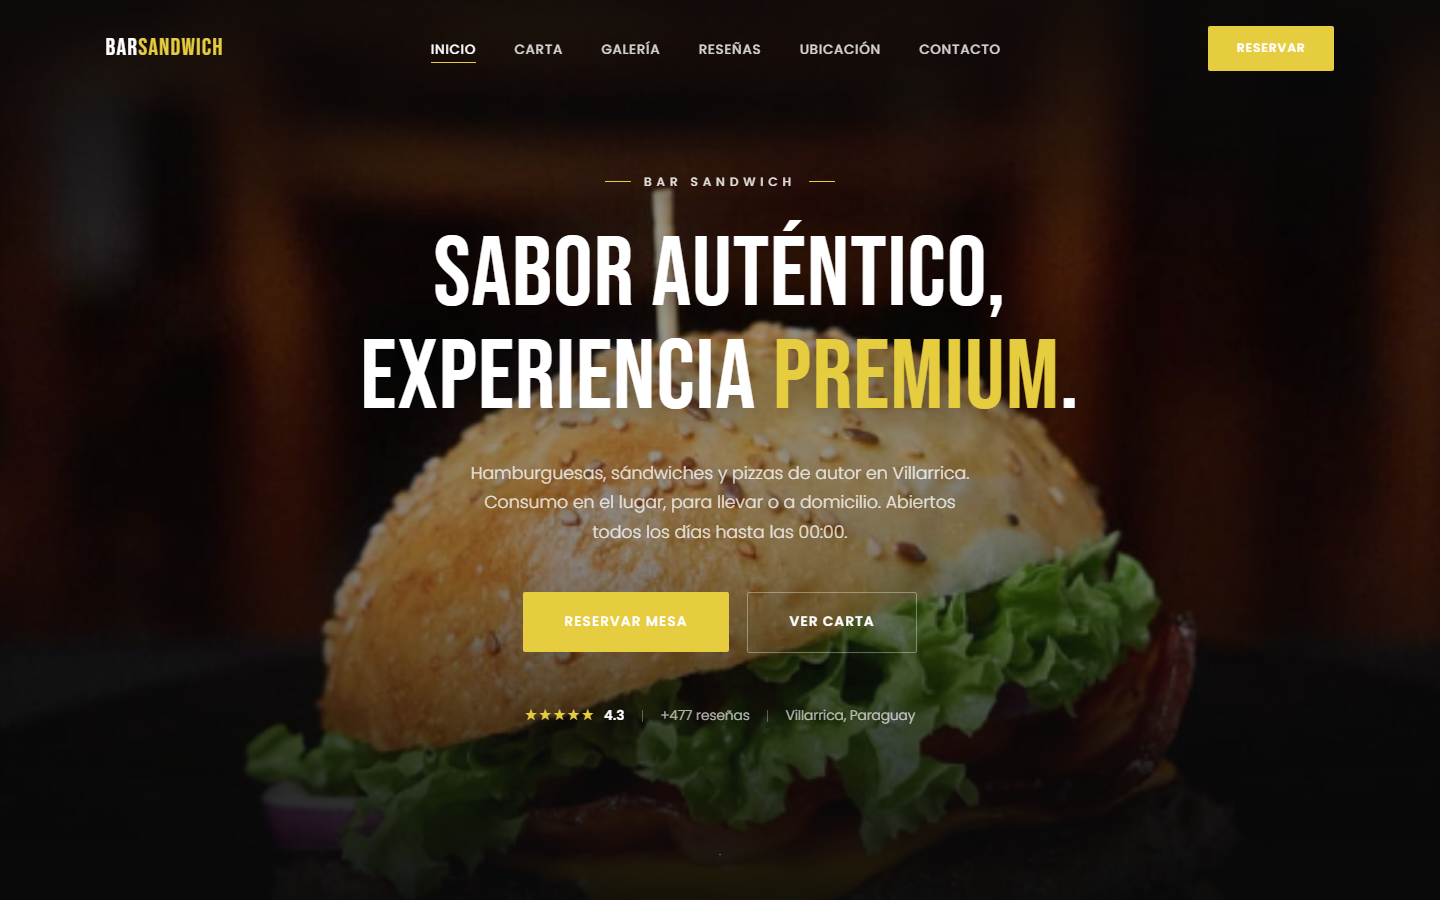 BARSANDWICH
INICIO CARTA GALERÍA RESEÑAS UBICACIÓN CONTACTO
RESERVAR
BAR SANDWICH
SABOR AUTÉNTICO,
EXPERIENCIA PREMIUM.
Hamburguesas, sándwiches y pizzas de autor en Villarrica.
Consumo en el lugar, para llevar o a domicilio. Abiertos
todos los días hasta las 00:00.
RESERVAR MESA
VER CARTA
★★★★★ 4.3 | +477 reseñas | Villarrica, Paraguay